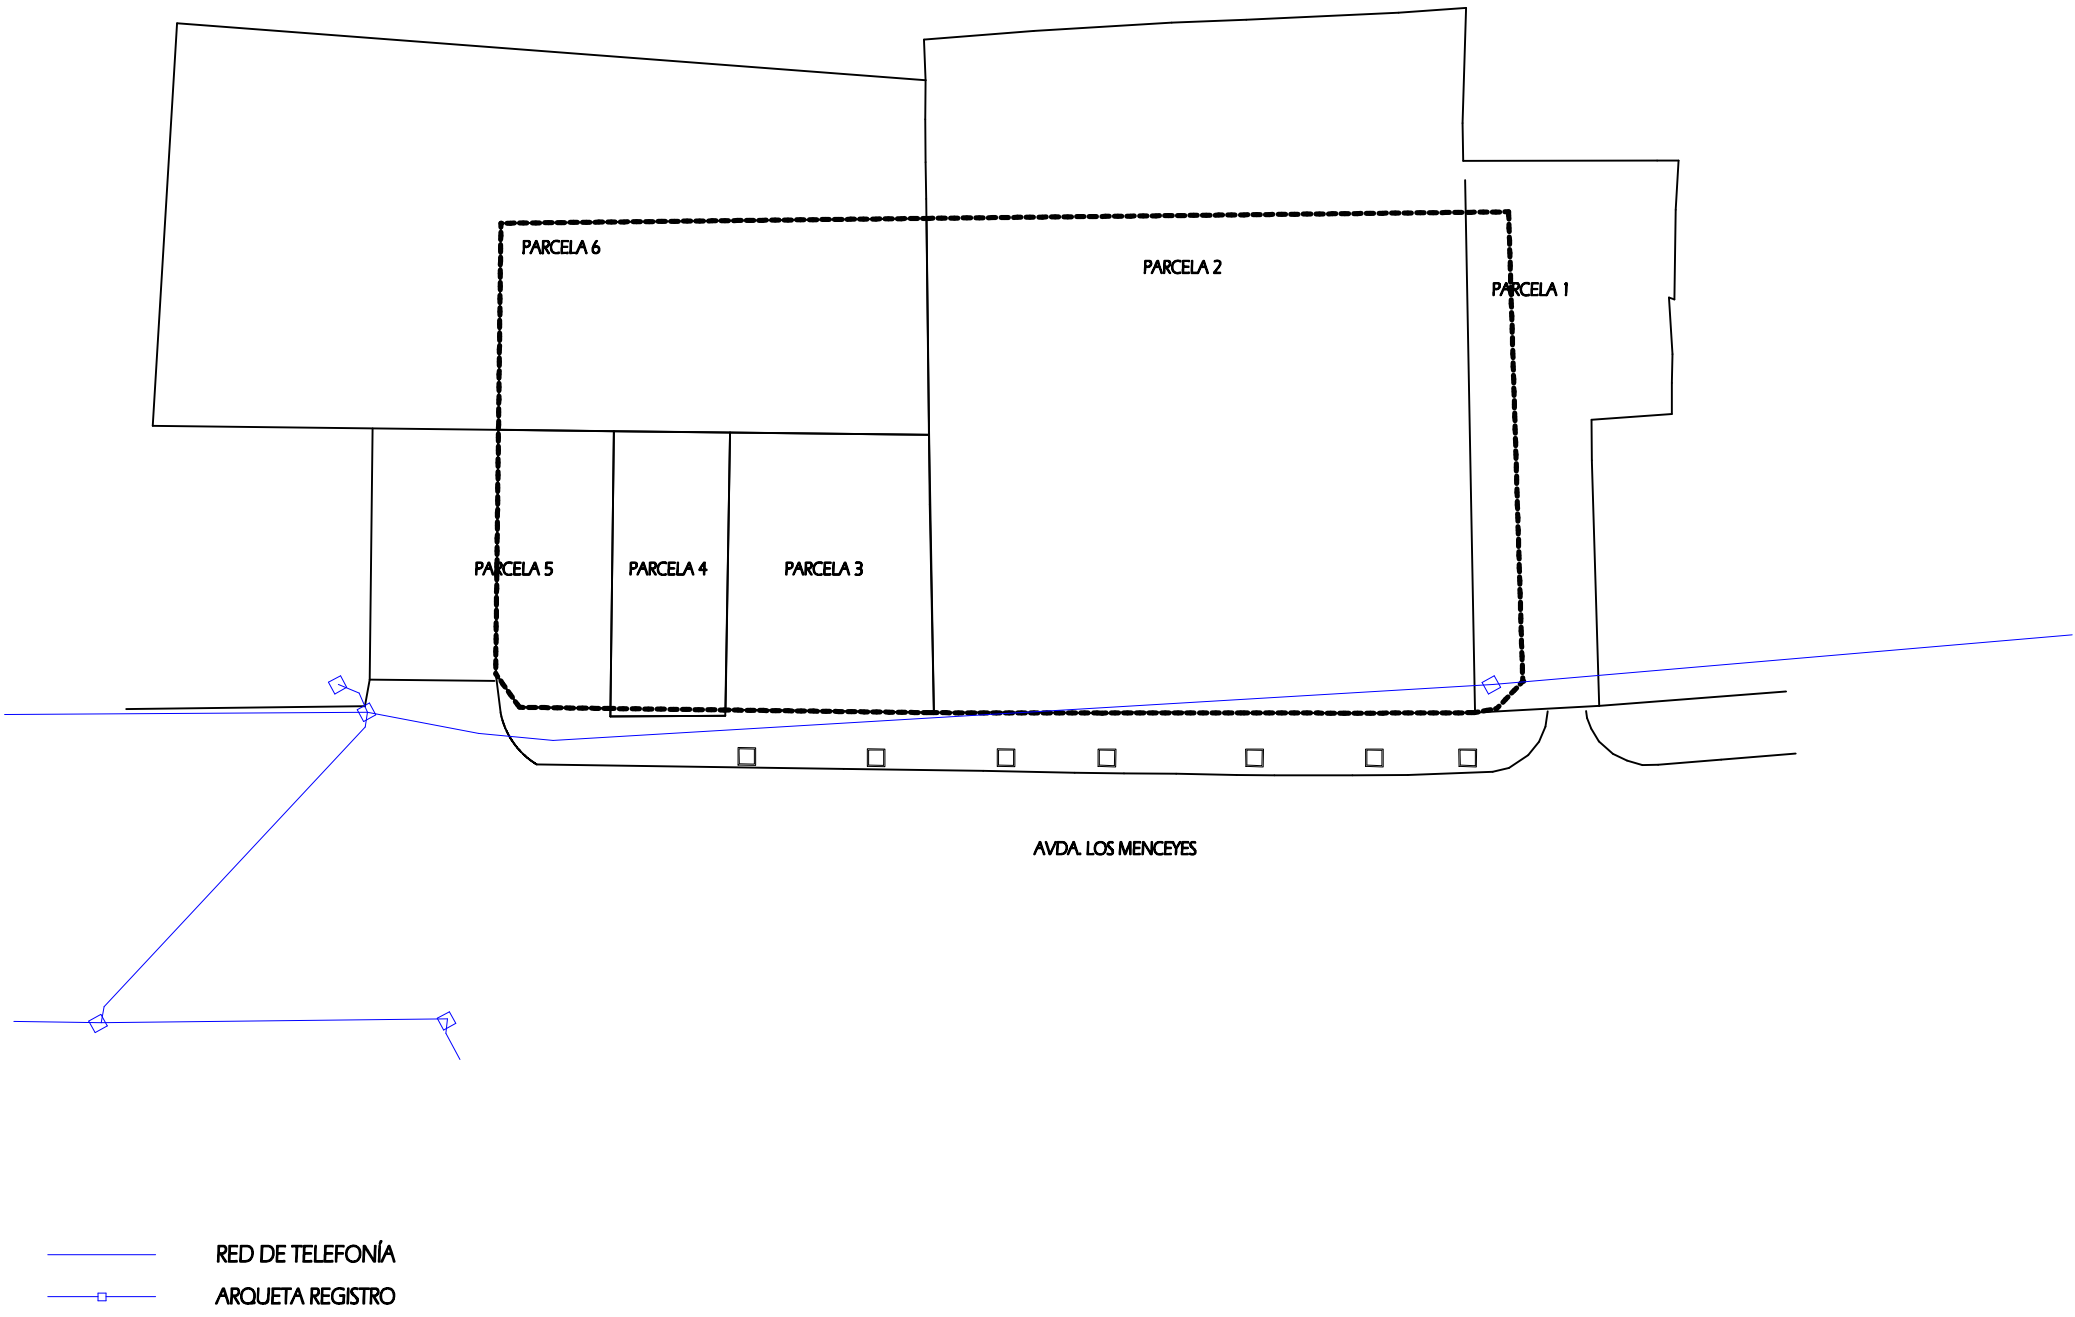 PARCELA 6
PARCELA 2
PARCELA 1
PARCELA 5
PARCELA 4
PARCELA 3
AVDA. LOS MENCEYES
RED DE TELEFONÍA
ARQUETA REGISTRO